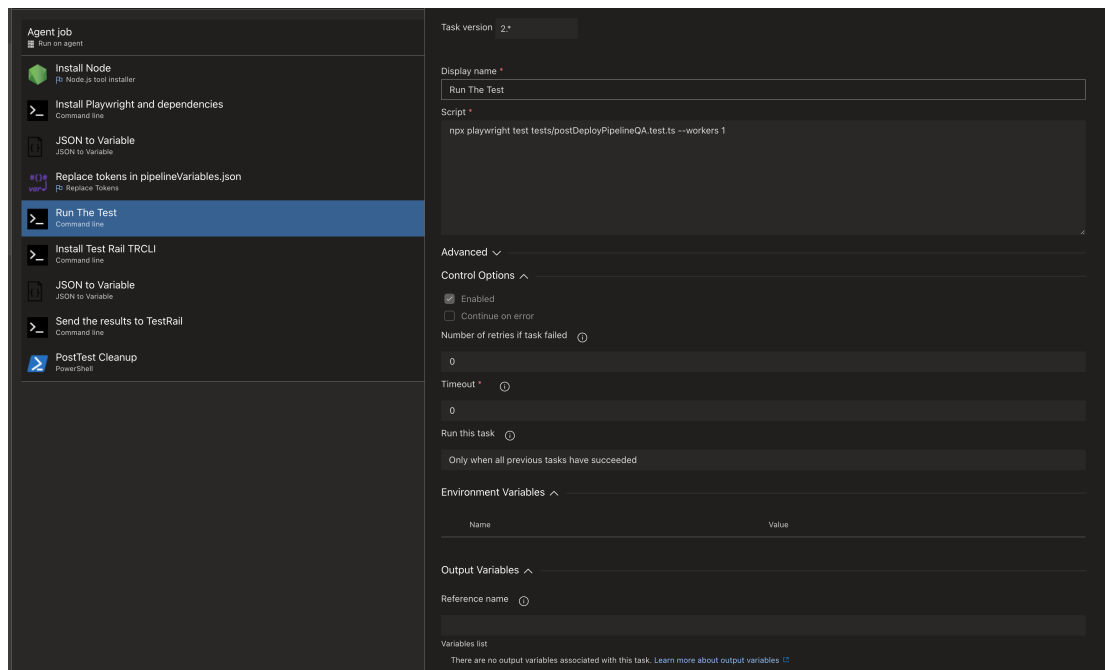 Agent job
Run on agent
Install Node
Node.js tool installer
Install Playwright and dependencies
Command line
JSON to Variable
JSON to Variable
#{}#
var
Replace tokens in pipelineVariables.json
Replace Tokens
Run The Test
Command line
Install Test Rail TRCLI
Command line
JSON to Variable
JSON to Variable
Send the results to TestRail
Command line
PostTest Cleanup
PowerShell
Task version 2.*
Display name *
Run The Test
Script *
npx playwright test tests/postDeployPipelineQA.test.ts --workers 1
Advanced
Control Options
Enabled
Continue on error
Number of retries if task failed
0
Timeout *
0
Run this task
Only when all previous tasks have succeeded
Environment Variables
Name Value
Output Variables
Reference name
Variables list
There are no output variables associated with this task. Learn more about output variables